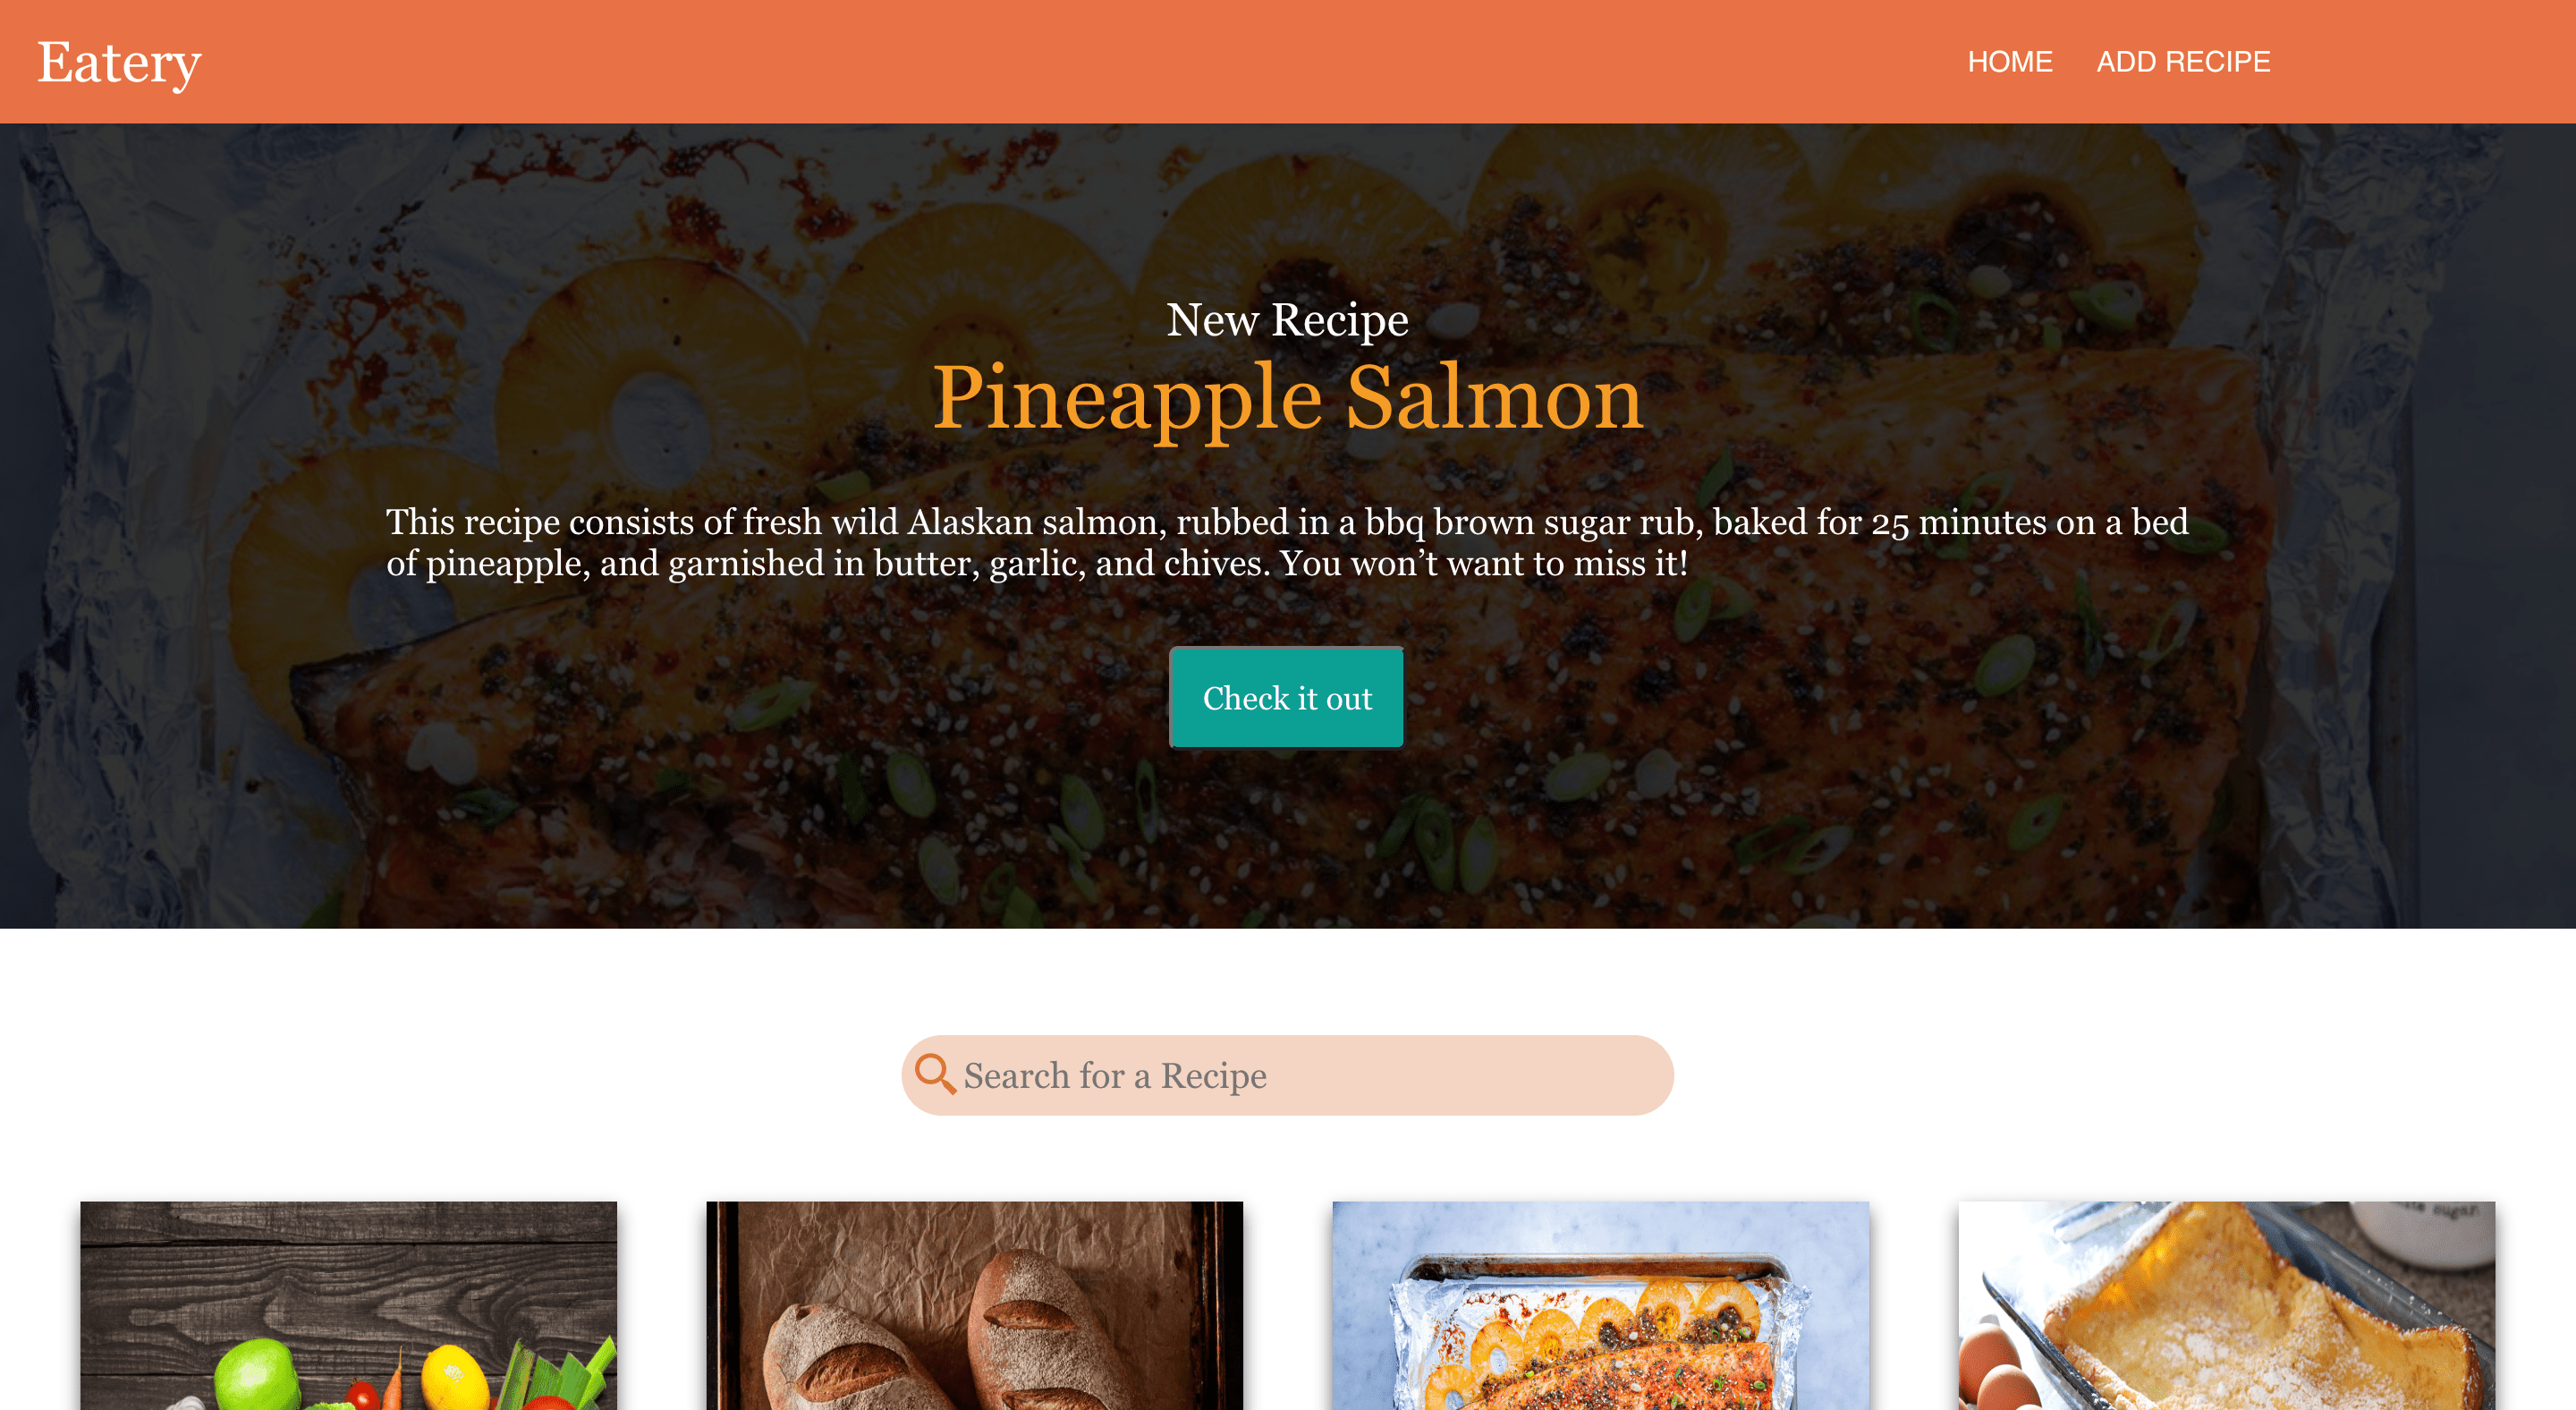 Eatery
HOME ADD RECIPE
New Recipe
Pineapple Salmon
This recipe consists of fresh wild Alaskan salmon, rubbed in a bbq brown sugar rub, baked for 25 minutes on a bed
of pineapple, and garnished in butter, garlic, and chives. You won’t want to miss it!
Check it out
Search for a Recipe
sugar